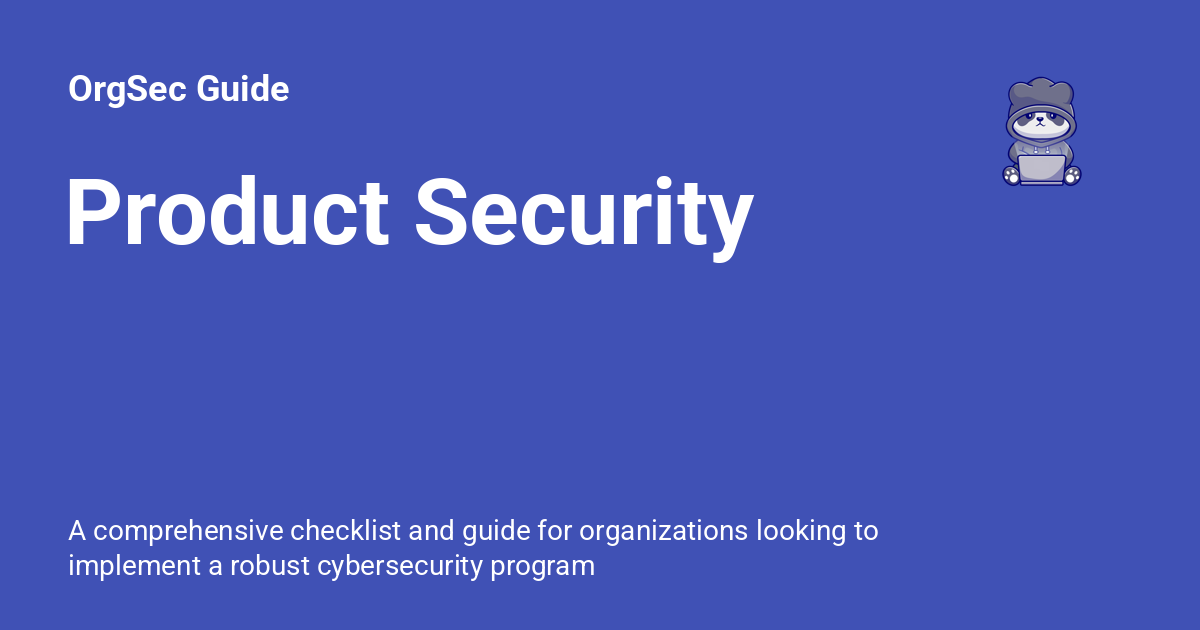 OrgSec Guide
Product Security
A comprehensive checklist and guide for organizations looking to
implement a robust cybersecurity program